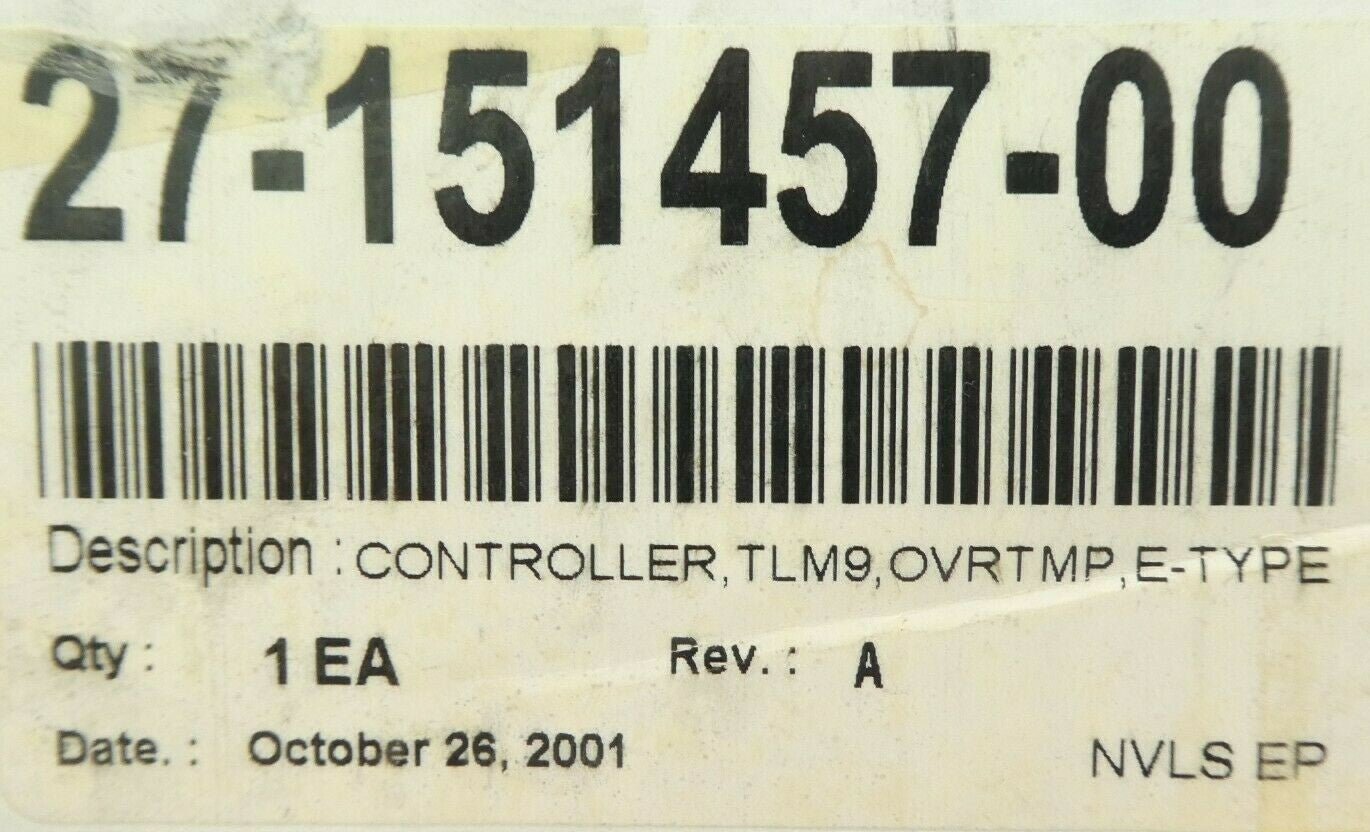 27-151457-00
Description : CONTROLLER,TLM9,OVRTMP,E-TYPE
Qty : 1 EA Rev. : A
Date. : October 26, 2001 NVLS EP